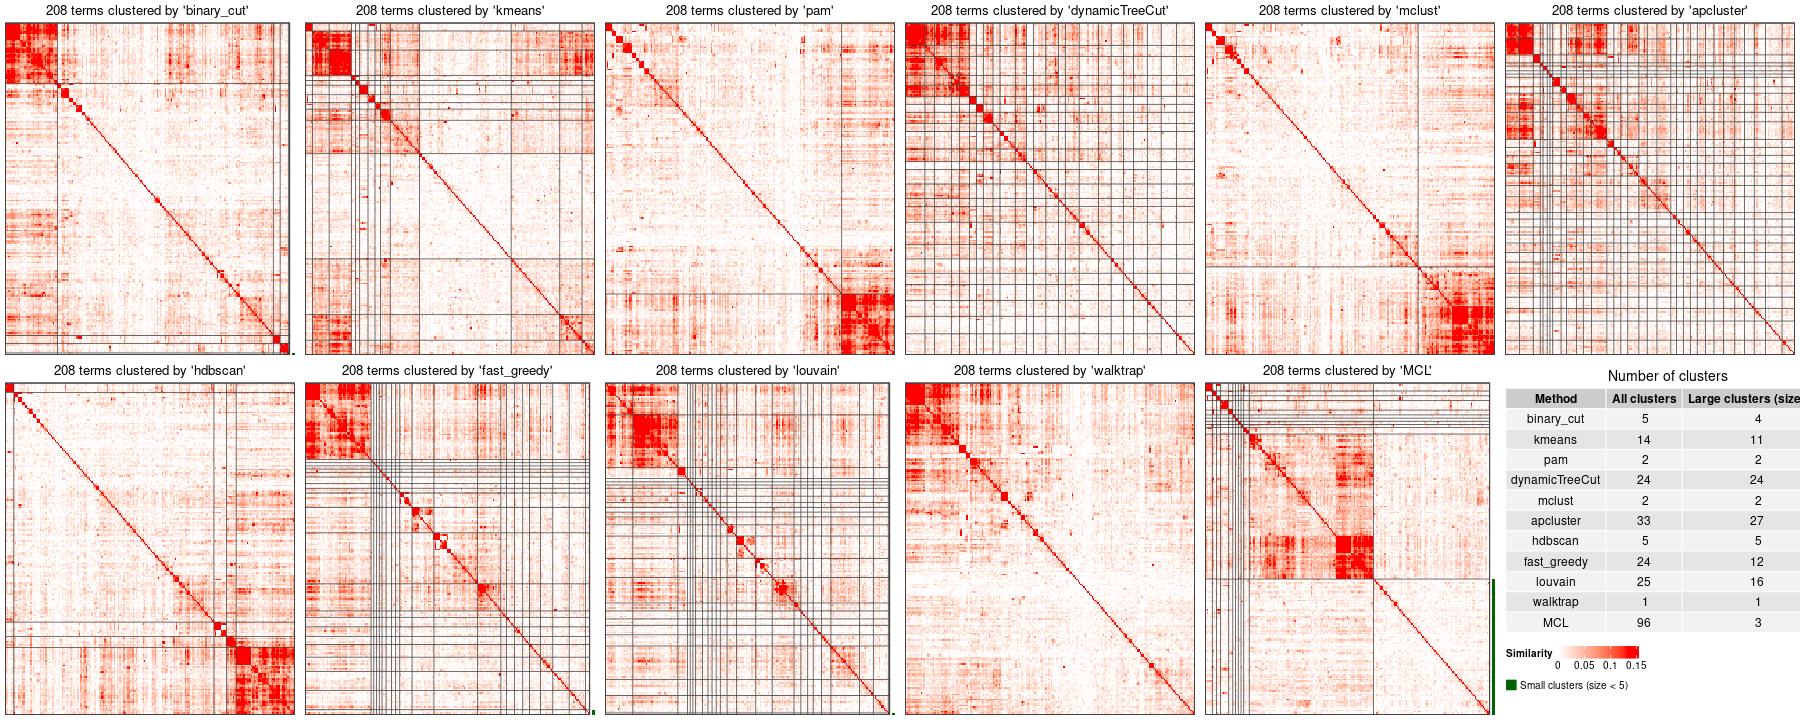 208 terms clustered by 'binary_cut'
208 terms clustered by 'kmeans'
208 terms clustered by 'pam'
208 terms clustered by 'dynamicTreeCut'
208 terms clustered by 'mclust'
208 terms clustered by 'apcluster'
208 terms clustered by 'hdbscan'
208 terms clustered by 'fast_greedy'
208 terms clustered by 'louvain'
208 terms clustered by 'walktrap'
208 terms clustered by 'MCL'
Number of clusters
Method All clusters Large clusters (size
binary_cut 5 4
kmeans 14 11
pam 2 2
dynamicTreeCut 24 24
mclust 2 2
apcluster 33 27
hdbscan 5 5
fast_greedy 24 12
louvain 25 16
walktrap 1 1
MCL 96 3
Similarity
0 0.05 0.1 0.15
Small clusters (size < 5)